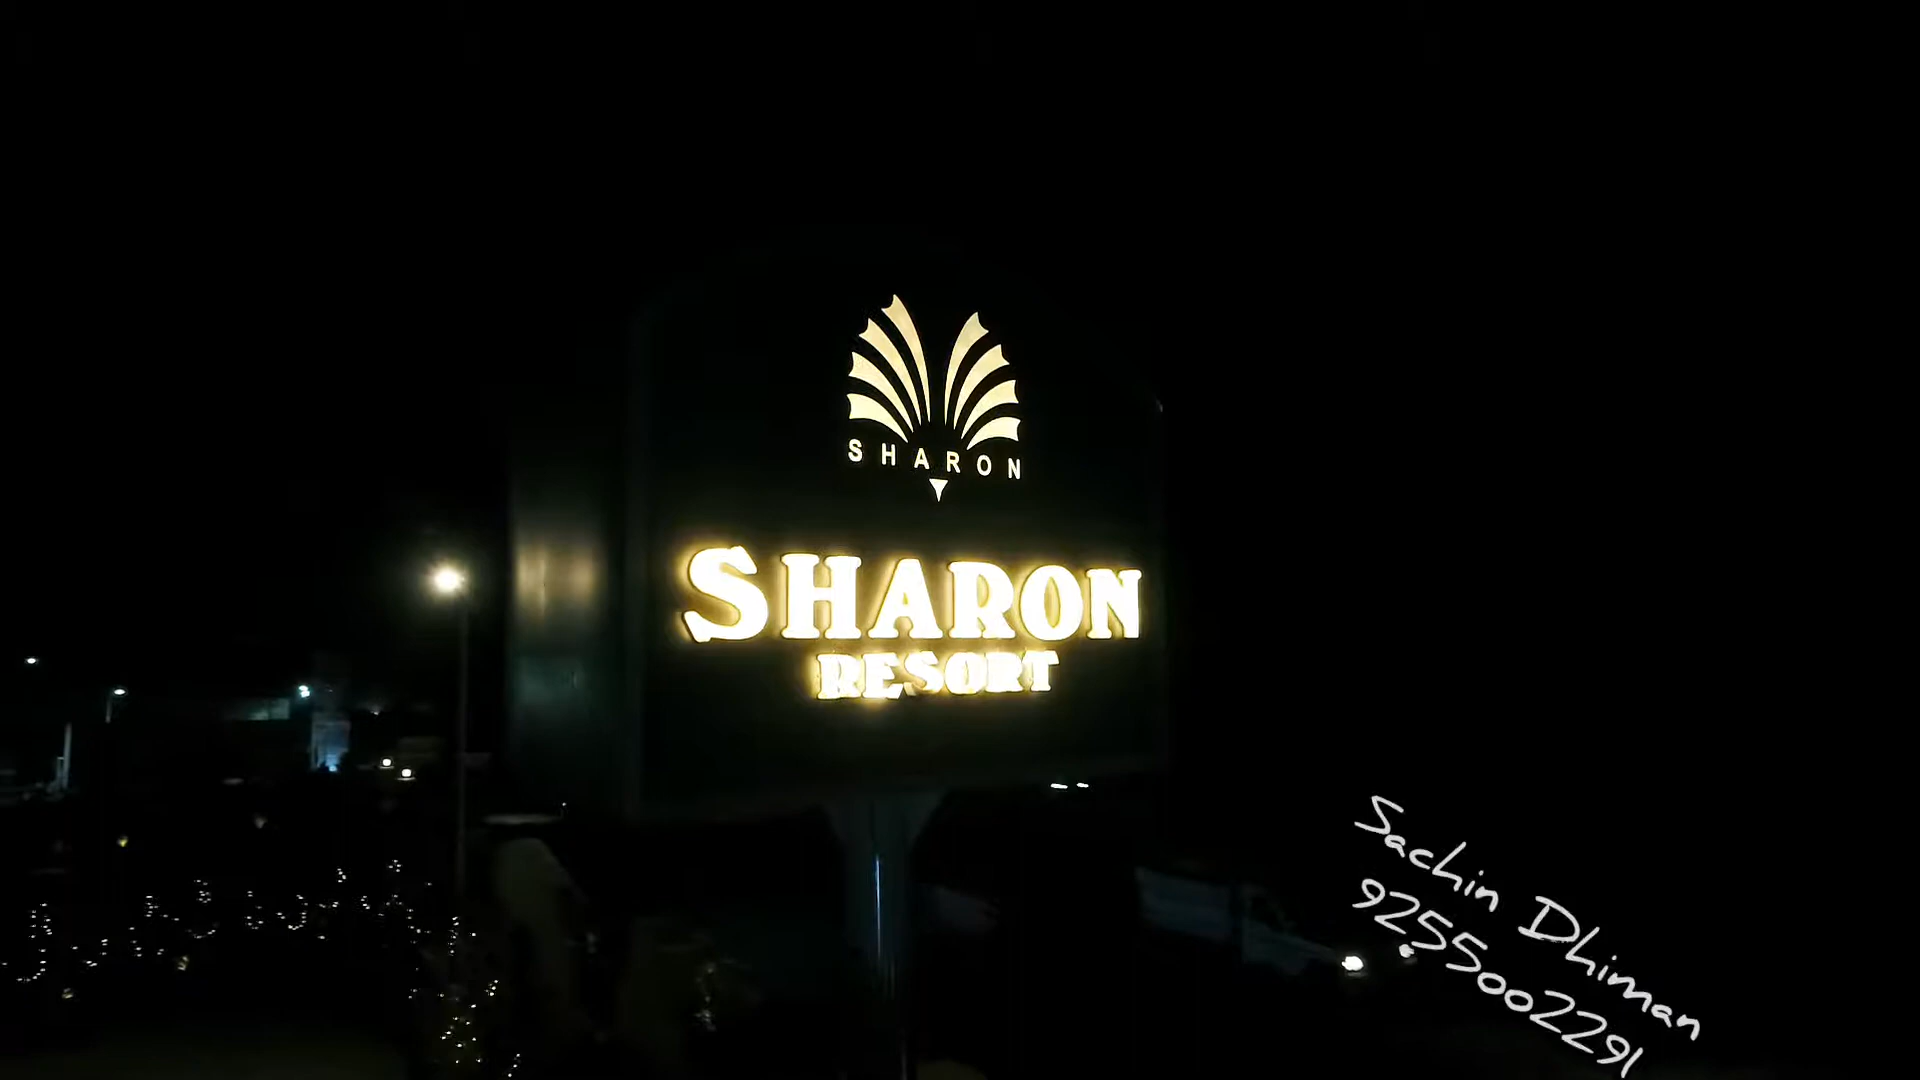 SHARON
SHARON
RESORT
Sachin Dhiman
9255002291